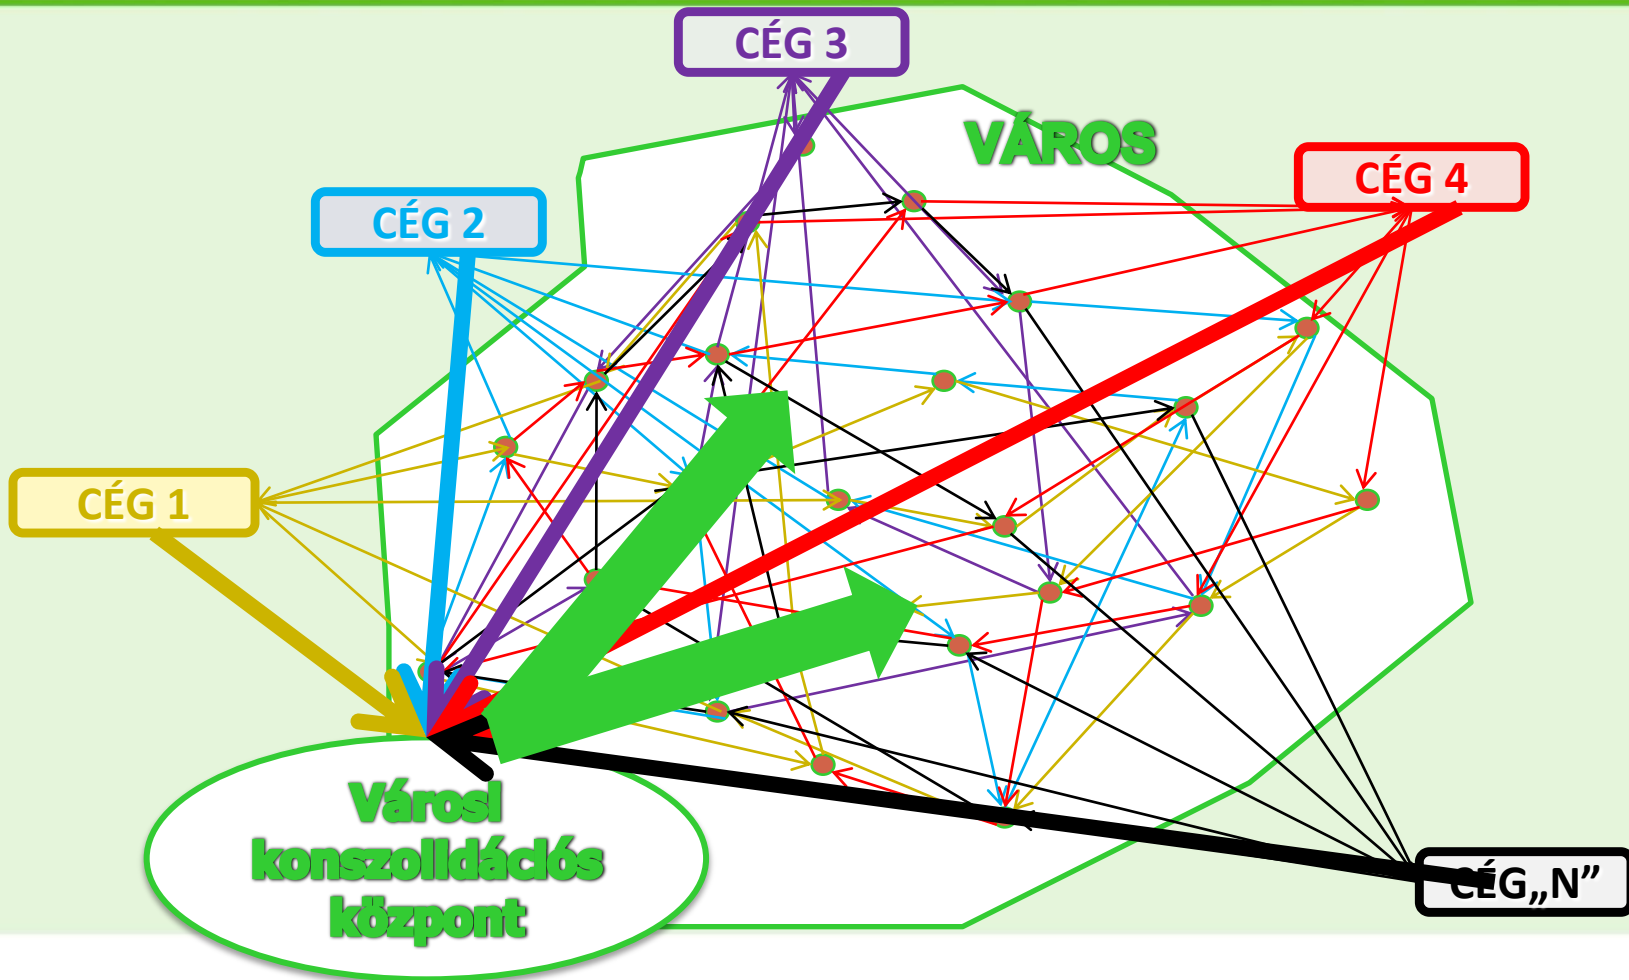 CÉG 3
VÁROS
CÉG 4
CÉG 2
CÉG 1
Városi
konszolidációs
központ
CÉG„N”